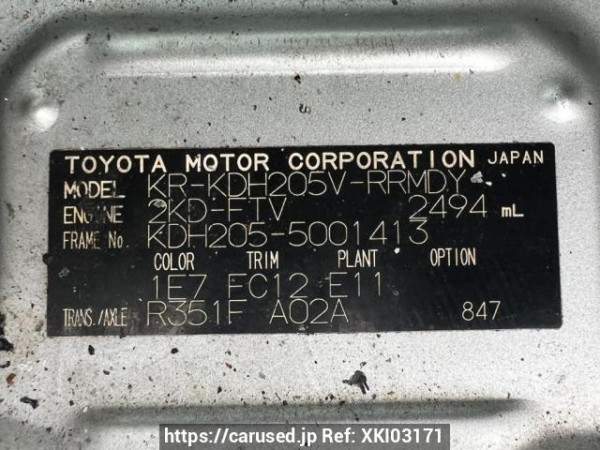 TOYOTA MOTOR CORPORATION JAPAN
MODEL KR-KDH205V-RRMDY
ENGINE 2KD-FTV 2494 mL
FRAME No. KDH205-5001413
COLOR TRIM PLANT OPTION
1E7 FC12 E11
TRANS./AXLE R351F A02A 847
https://carused.jp Ref: XKI03171